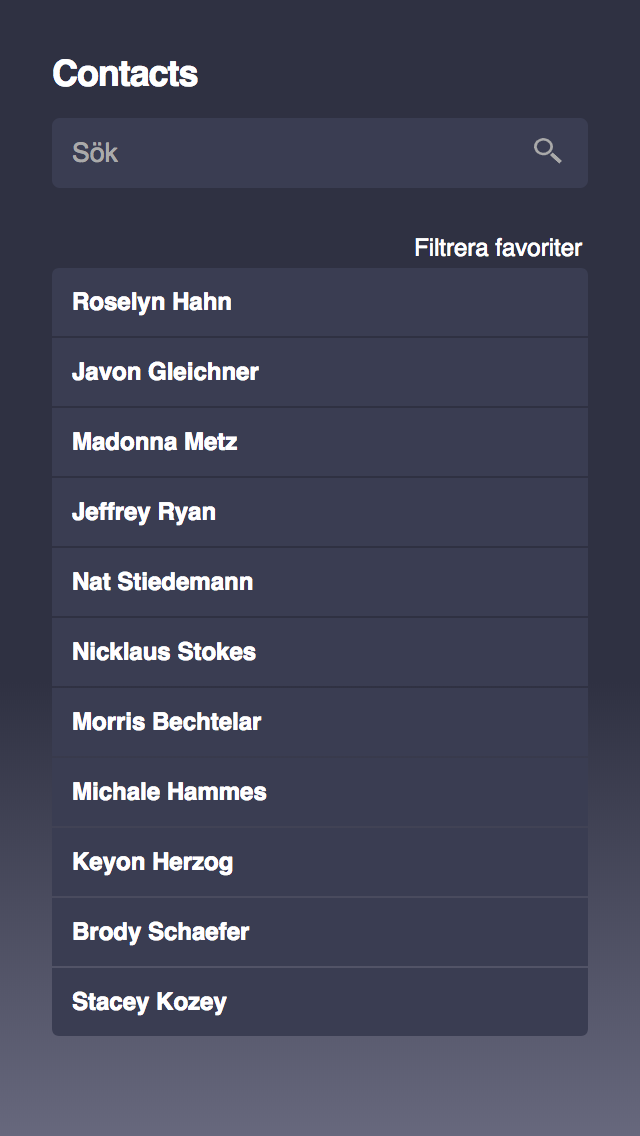 Contacts
Sök
Filtrera favoriter
Roselyn Hahn
Javon Gleichner
Madonna Metz
Jeffrey Ryan
Nat Stiedemann
Nicklaus Stokes
Morris Bechtelar
Michale Hammes
Keyon Herzog
Brody Schaefer
Stacey Kozey